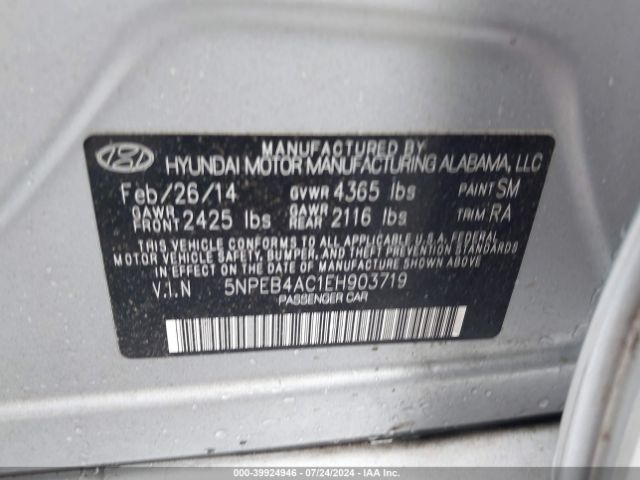 MANUFACTURED BY
HYUNDAI MOTOR MANUFACTURING ALABAMA, LLC
Feb/26/14 GVWR 4365 lbs PAINT SM
GAWR FRONT 2425 lbs GAWR REAR 2116 lbs TRIM RA
THIS VEHICLE CONFORMS TO ALL APPLICABLE U.S.A. FEDERAL
MOTOR VEHICLE SAFETY, BUMPER, AND THEFT PREVENTION
STANDARDS IN EFFECT ON THE DATE OF MANUFACTURE SHOWN ABOVE.
V.I.N 5NPEB4AC1EH903719
PASSENGER CAR
000-39924946 - 07/24/2024 - IAA Inc.